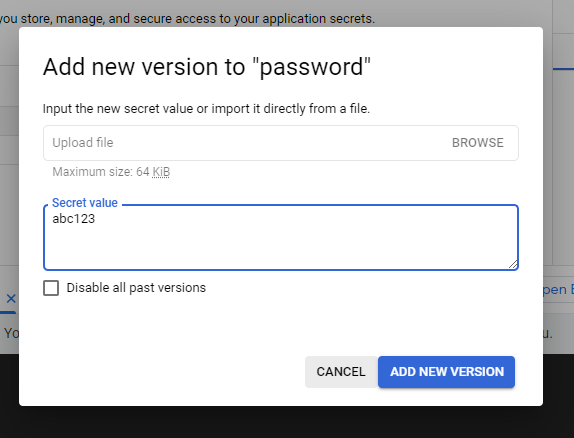 you store, manage, and secure access to your application secrets.
Add new version to "password"
Input the new secret value or import it directly from a file.
Upload file BROWSE
Maximum size: 64 KiB
Secret value
abc123
Disable all past versions
pen E
Yo
u.
CANCEL ADD NEW VERSION